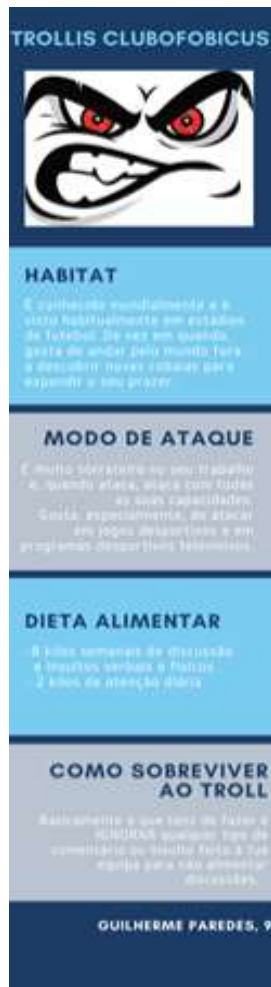 TROLLIS CLUBOFOBICUS
HABITAT
É conhecido mundialmente e é
visto habitualmente em estádios
de futebol. De vez em quando,
gosta de andar pelo mundo fora
a descobrir novas cobaias para
expandir o seu prazer.
MODO DE ATAQUE
É muito sorrateiro no seu trabalho
e, quando ataca, ataca com todas
as suas capacidades.
Gosta, especialmente, de atacar
em jogos desportivos e em
programas desportivos televisivos.
DIETA ALIMENTAR
-8 kilos semanais de discussão
e insultos verbais e físicos
- 2 kilos de atenção diária
COMO SOBREVIVER
AO TROLL
Basicamente o que tens de fazer é
IGNORAR qualquer tipo de
comentário ou insulto feito à tua
equipa para não alimentar
discussões.
GUILHERME PAREDES, 9